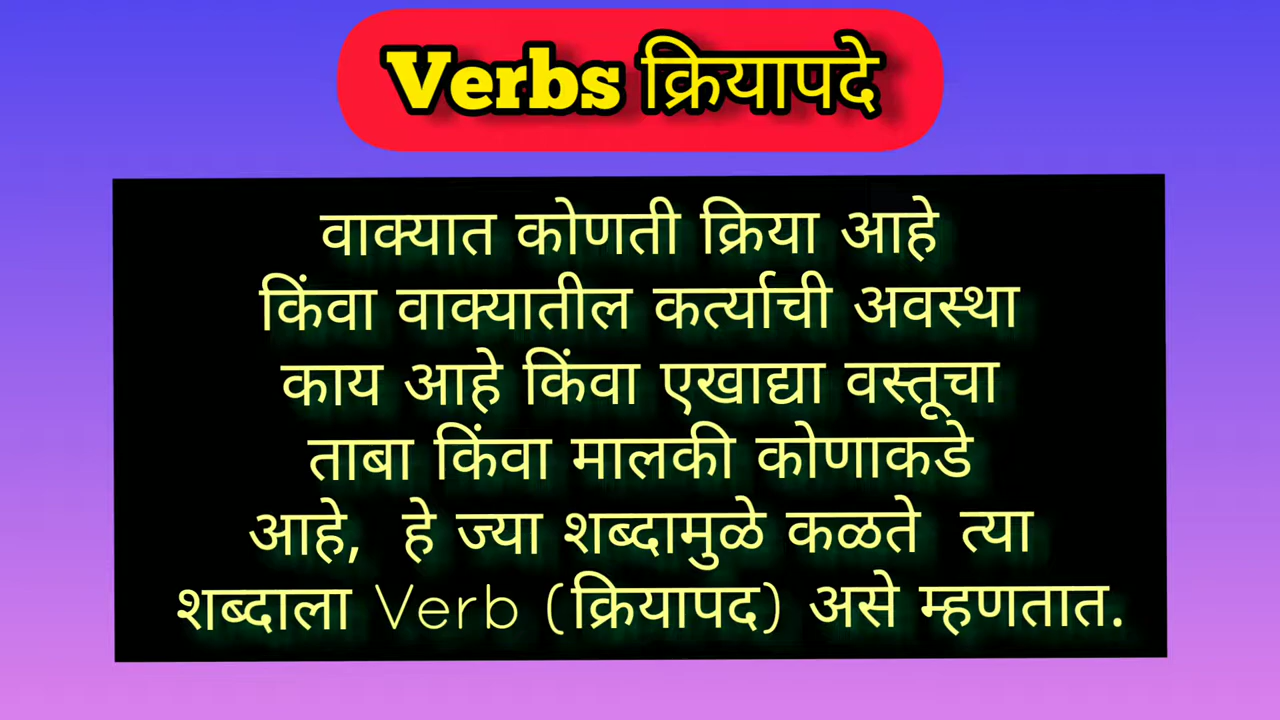 Verbs क्रियापदे
वाक्यात कोणती क्रिया आहे
किंवा वाक्यातील कर्त्याची अवस्था
काय आहे किंवा एखाद्या वस्तूचा
ताबा किंवा मालकी कोणाकडे
आहे, हे ज्या शब्दामुळे कळते त्या
शब्दाला Verb (क्रियापद) असे म्हणतात.